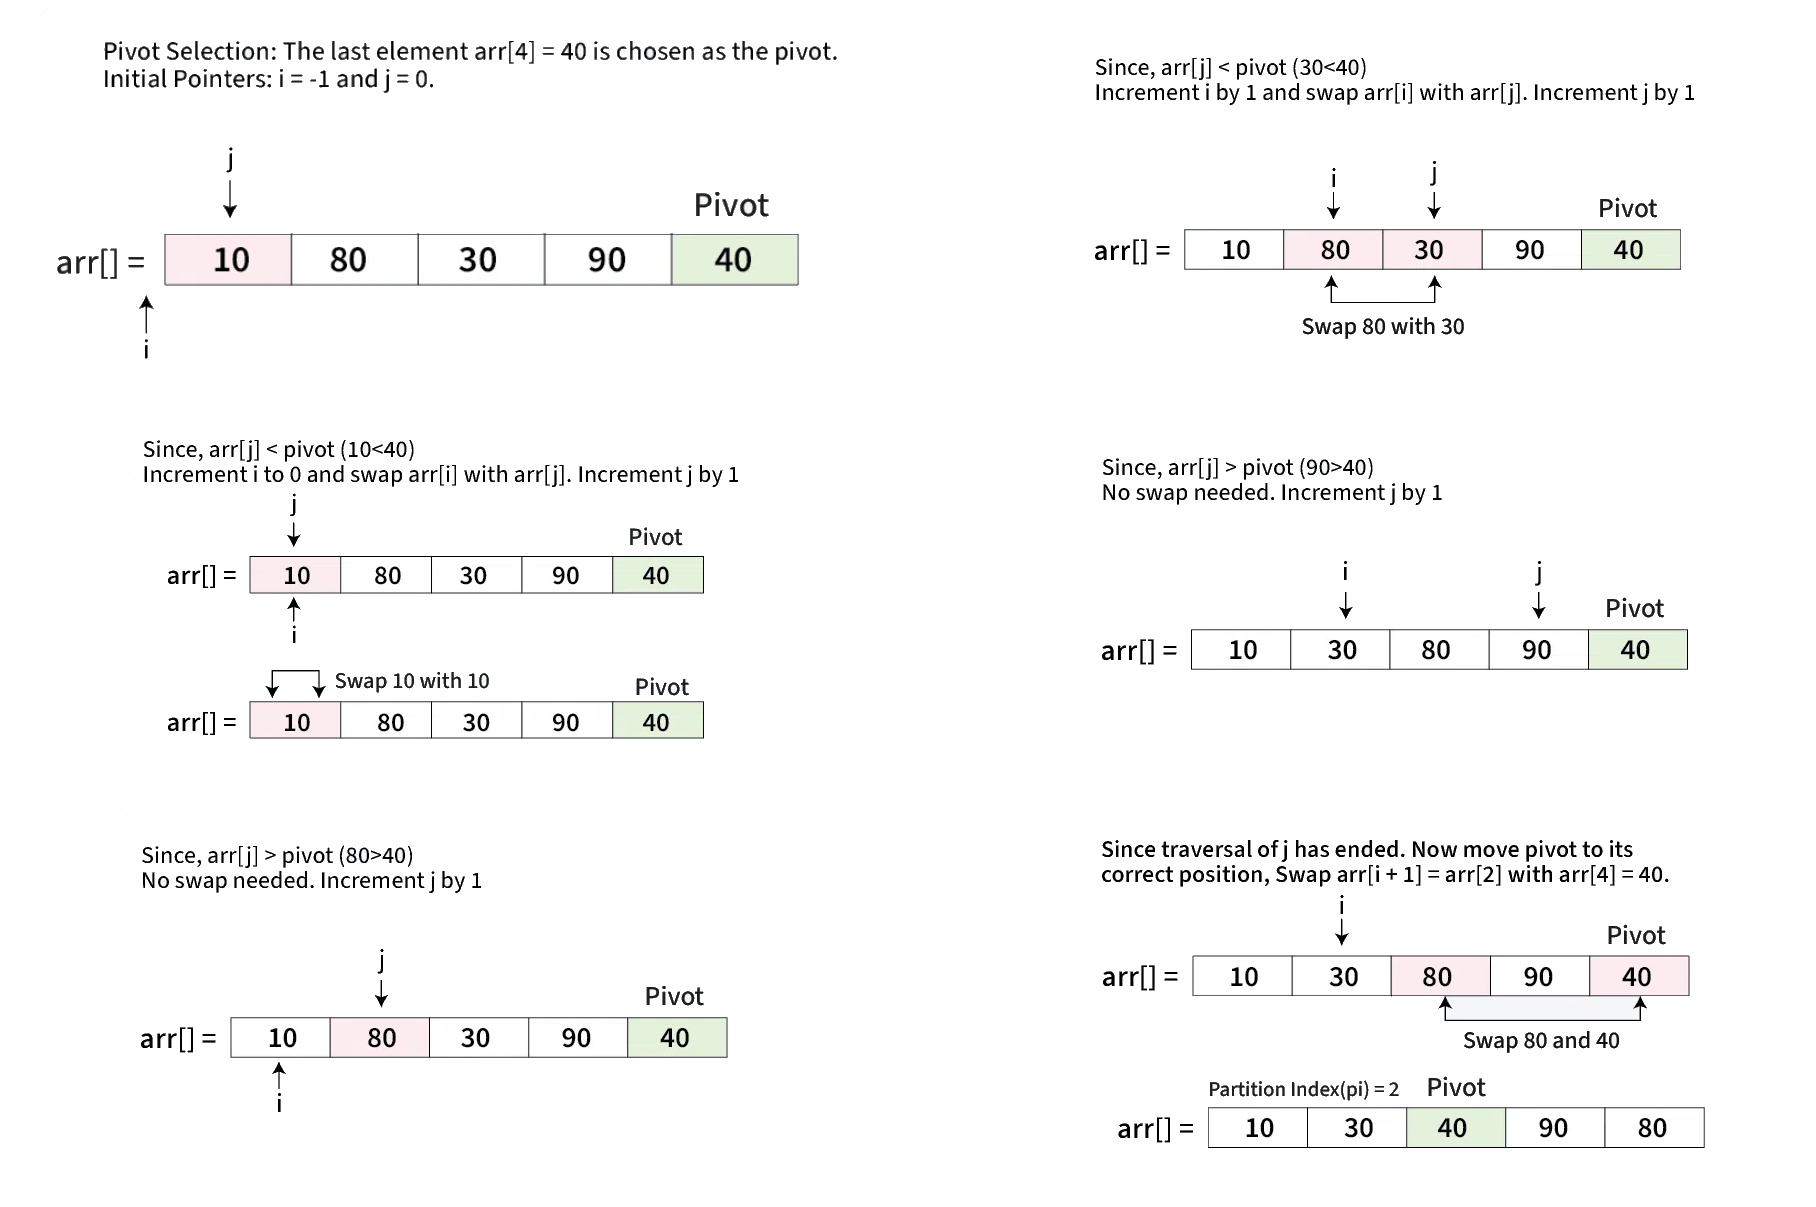 Pivot Selection: The last element arr[4] = 40 is chosen as the pivot.
Initial Pointers: i = -1 and j = 0.
j
Pivot
arr[] = 10 80 30 90 40
i
Since, arr[j] < pivot (10<40)
Increment i to 0 and swap arr[i] with arr[j]. Increment j by 1
j
Pivot
arr[] = 10 80 30 90 40
i
Swap 10 with 10
Pivot
arr[] = 10 80 30 90 40
Since, arr[j] > pivot (80>40)
No swap needed. Increment j by 1
j
Pivot
arr[] = 10 80 30 90 40
i
Since, arr[j] < pivot (30<40)
Increment i by 1 and swap arr[i] with arr[j]. Increment j by 1
i j
Pivot
arr[] = 10 80 30 90 40
Swap 80 with 30
Since, arr[j] > pivot (90>40)
No swap needed. Increment j by 1
i j
Pivot
arr[] = 10 30 80 90 40
Since traversal of j has ended. Now move pivot to its
correct position, Swap arr[i + 1] = arr[2] with arr[4] = 40.
i
Pivot
arr[] = 10 30 80 90 40
Swap 80 and 40
Partition Index(pi) = 2 Pivot
arr[] = 10 30 40 90 80